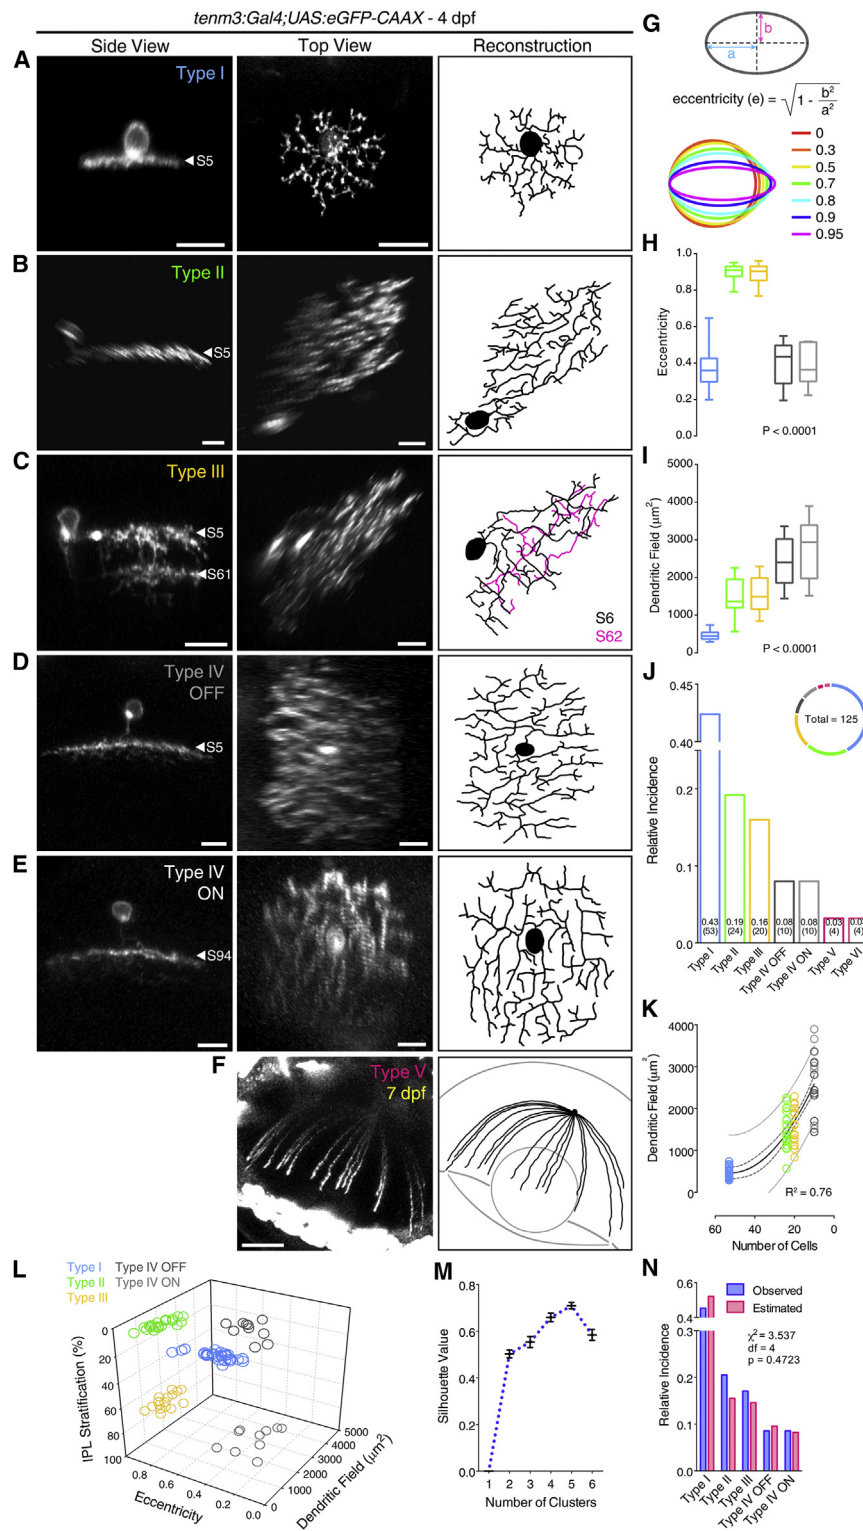 tenm3:Gal4;UAS:eGFP-CAAX - 4 dpf
Side View
Top View
Reconstruction
A
Type I
S5
B
Type II
S5
C
Type III
S5
S61
S6
S62
D
Type IV
OFF
S5
E
Type IV
ON
S94
F
Type V
7 dpf
G
b
a
eccentricity (e) = √1 - b²/a²
0
0.3
0.5
0.7
0.8
0.9
0.95
H
Eccentricity
1.0
0.8
0.6
0.4
0.2
0.0
P < 0.0001
I
Dendritic Field (μm²)
5000
4000
3000
2000
1000
0
P < 0.0001
J
Relative Incidence
0.45
0.40
0.2
0.1
0.0
Total = 125
0.43 (53)
0.19 (24)
0.16 (20)
0.08 (10)
0.08 (10)
0.03 (4)
Type I
Type II
Type III
Type IV OFF
Type IV ON
Type V
Type VI
K
Dendritic Field (μm²)
4000
3000
2000
1000
0
R² = 0.76
60
40
20
0
Number of Cells
L
Type I
Type II
Type III
Type IV OFF
Type IV ON
IPL Stratification (%)
0
20
40
60
80
100
Eccentricity
0.8
0.6
0.4
0.2
0.0
Dendritic Field (μm²)
0
1000
2000
3000
4000
5000
M
Silhouette Value
0.8
0.6
0.4
0.2
0.0
1 2 3 4 5 6
Number of Clusters
N
Relative Incidence
0.6
0.4
0.3
0.2
0.1
0.0
Observed
Estimated
χ² = 3.537
df = 4
p = 0.4723
Type I
Type II
Type III
Type IV OFF
Type IV ON